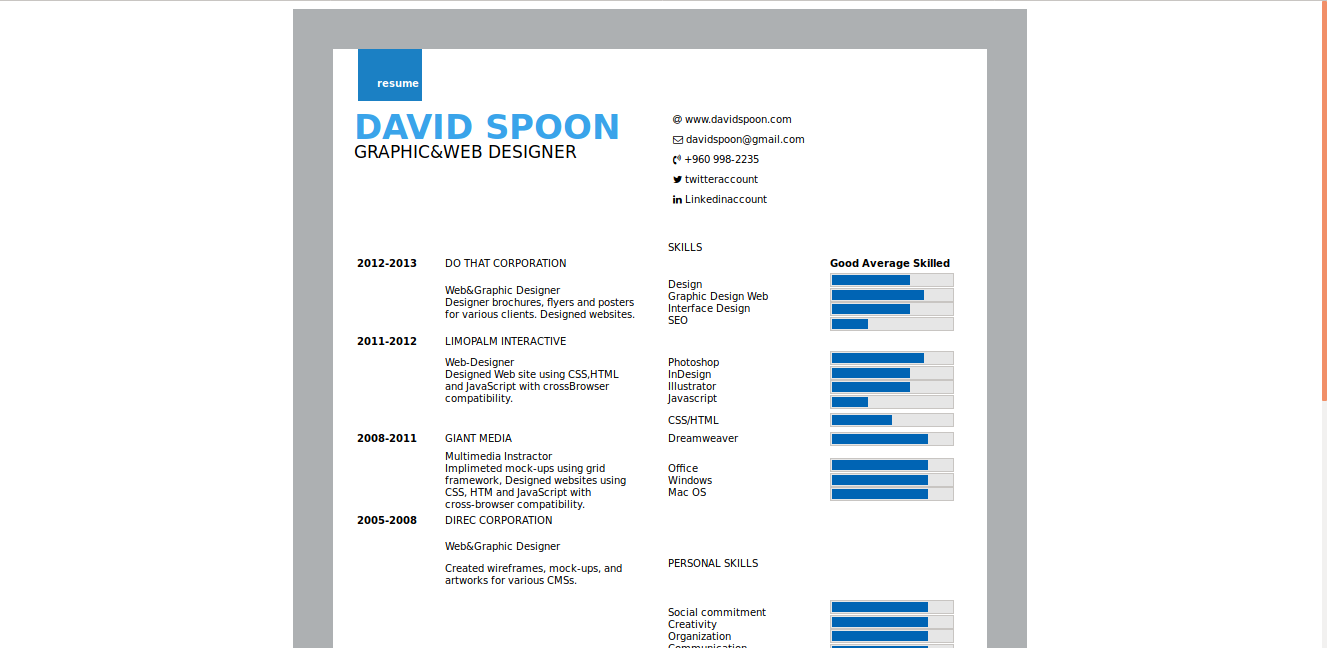 resume
DAVID SPOON
GRAPHIC&WEB DESIGNER
@ www.davidspoon.com
davidspoon@gmail.com
+960 998-2235
twitteraccount
Linkedinaccount
2012-2013
DO THAT CORPORATION
Web&Graphic Designer
Designer brochures, flyers and posters
for various clients. Designed websites.
2011-2012
LIMOPALM INTERACTIVE
Web-Designer
Designed Web site using CSS,HTML
and JavaScript with crossBrowser
compatibility.
2008-2011
GIANT MEDIA
Multimedia Instractor
Implimeted mock-ups using grid
framework, Designed websites using
CSS, HTM and JavaScript with
cross-browser compatibility.
2005-2008
DIREC CORPORATION
Web&Graphic Designer
Created wireframes, mock-ups, and
artworks for various CMSs.
SKILLS
Good Average Skilled
Design
Graphic Design Web
Interface Design
SEO
Photoshop
InDesign
Illustrator
Javascript
CSS/HTML
Dreamweaver
Office
Windows
Mac OS
PERSONAL SKILLS
Social commitment
Creativity
Organization
Communication